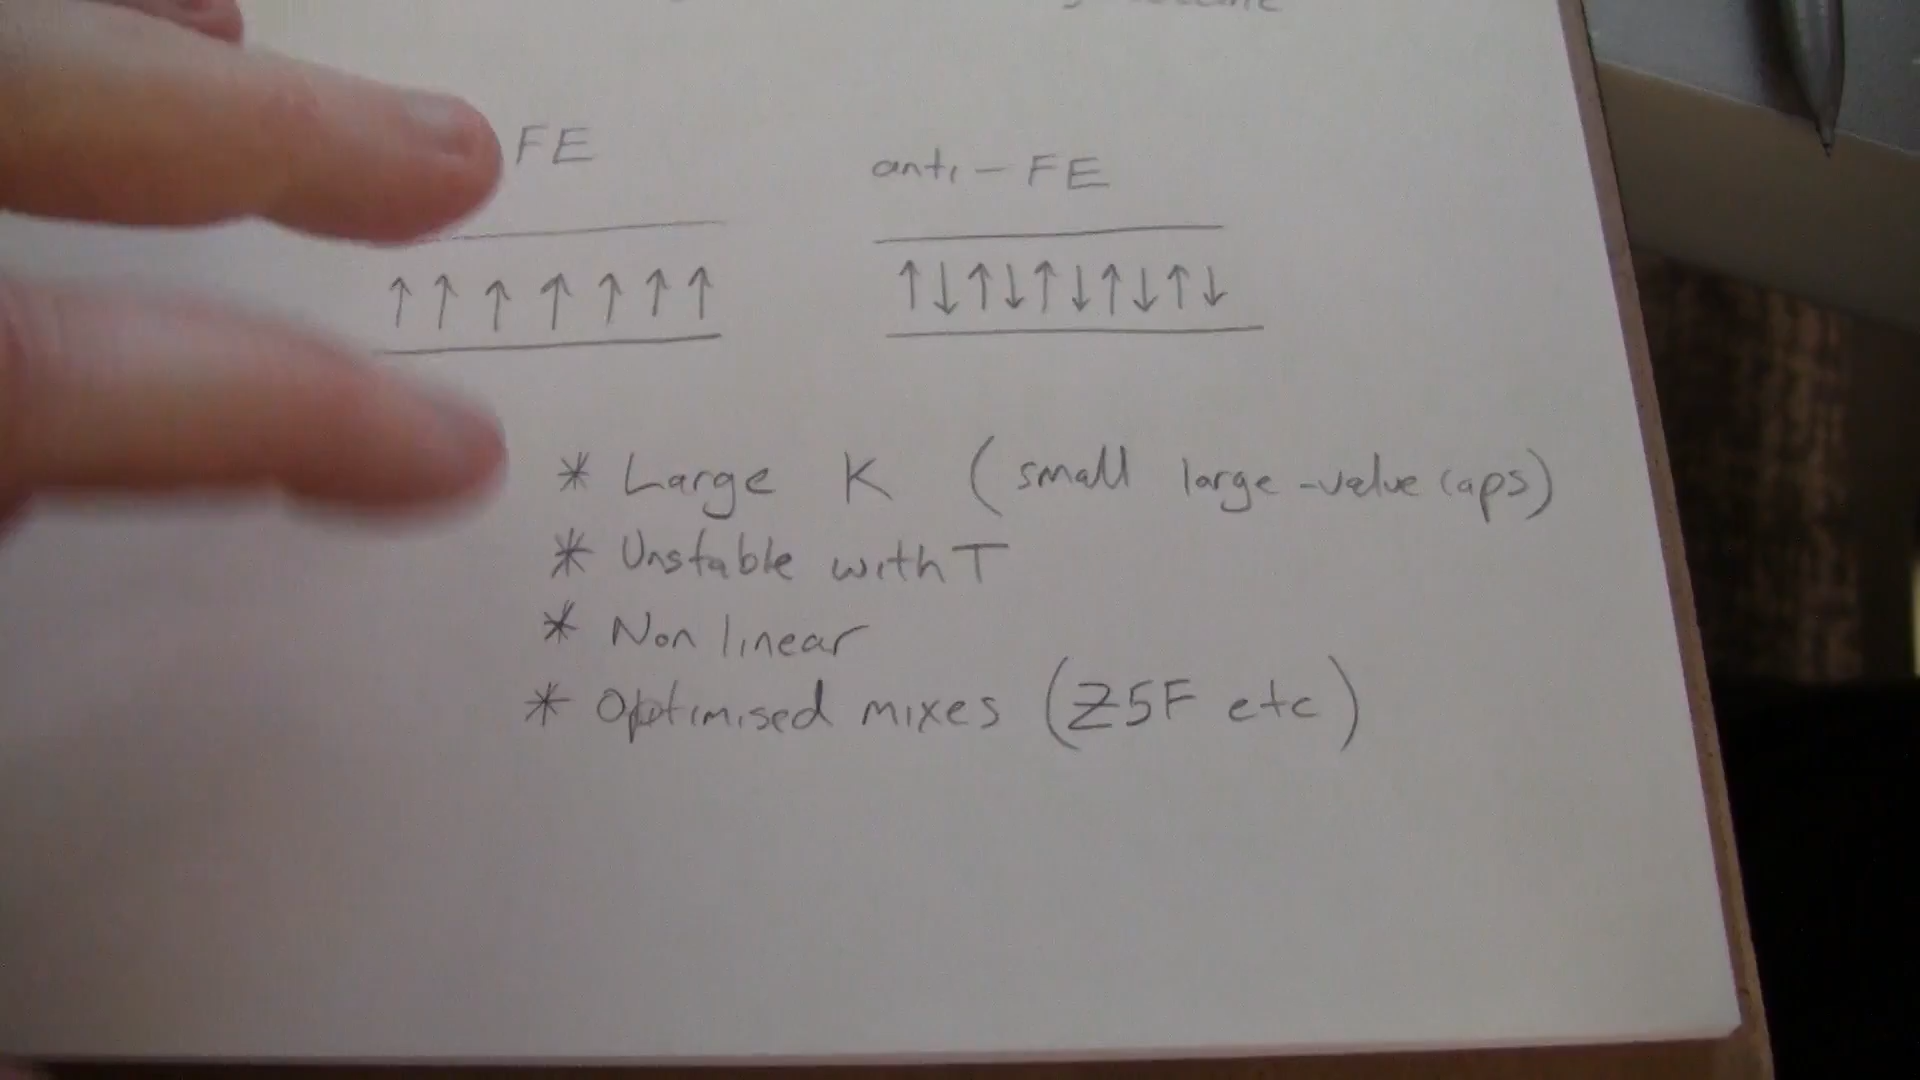 FE
anti-FE
↑ ↑ ↑ ↑ ↑ ↑ ↑
↑↓↑↓↑↓↑↓↑↓
* Large K (small large-value caps)
* Unstable with T
* Non linear
* Optimised mixes (Z5F etc)